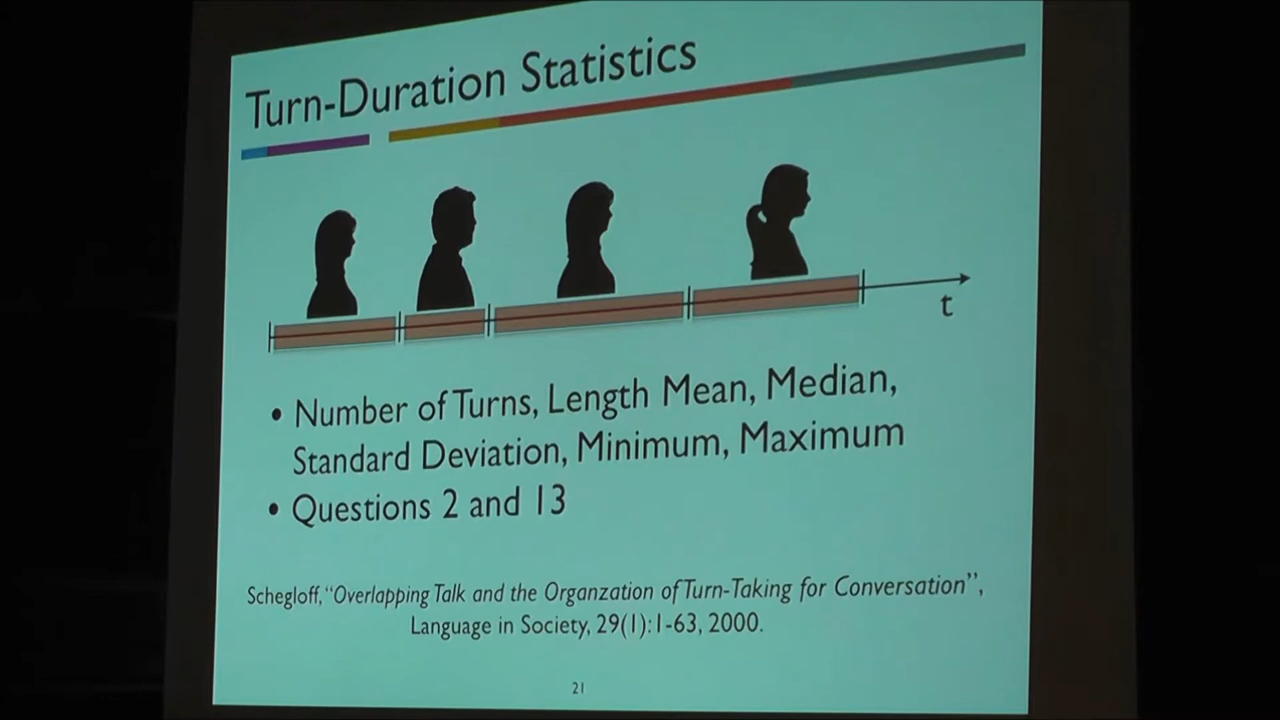 Turn-Duration Statistics
t
• Number of Turns, Length Mean, Median,
Standard Deviation, Minimum, Maximum
• Questions 2 and 13
Schegloff, “Overlapping Talk and the Organzation of Turn-Taking for Conversation”,
Language in Society, 29(1):1-63, 2000.
21